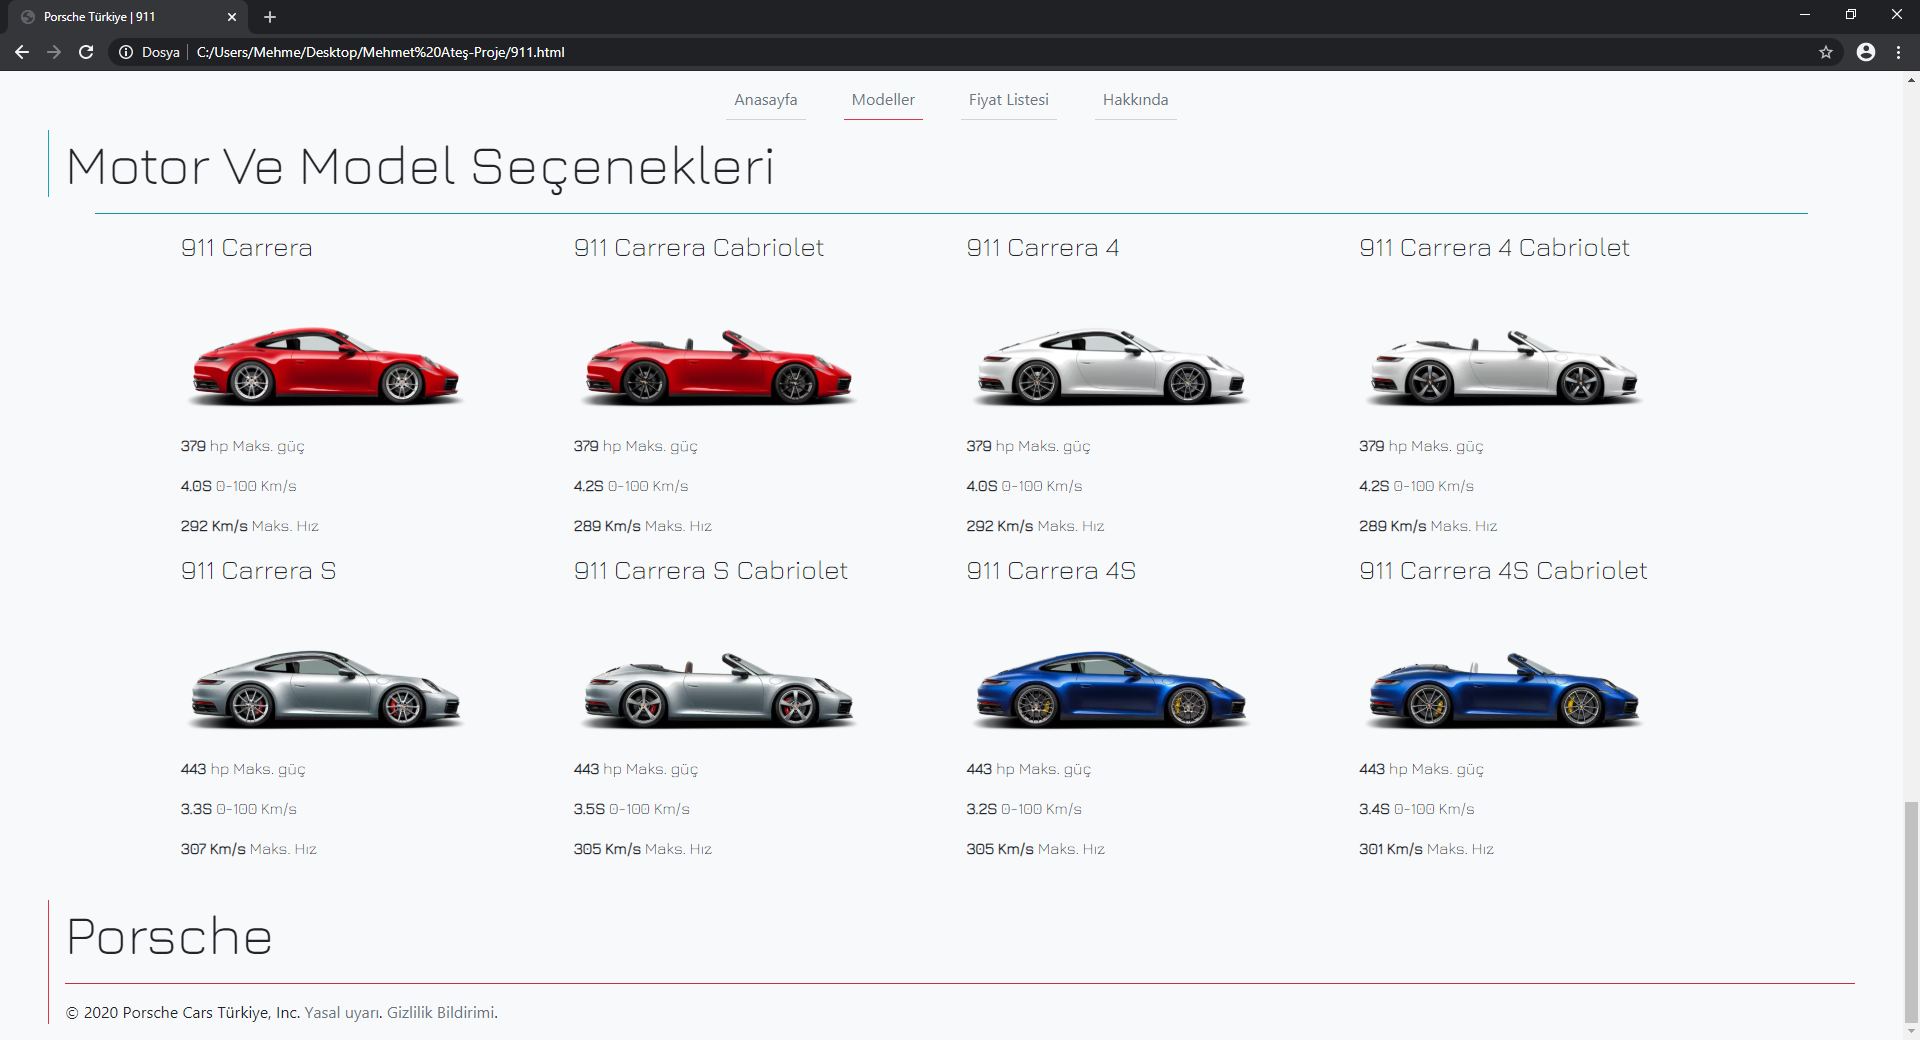 Porsche Türkiye | 911
Dosya C:/Users/Mehme/Desktop/Mehmet%20Ateş-Proje/911.html
Anasayfa Modeller Fiyat Listesi Hakkında
Motor Ve Model Seçenekleri
911 Carrera 911 Carrera Cabriolet 911 Carrera 4 911 Carrera 4 Cabriolet
379 hp Maks. güç 379 hp Maks. güç 379 hp Maks. güç 379 hp Maks. güç
4.0S 0-100 Km/s 4.2S 0-100 Km/s 4.0S 0-100 Km/s 4.2S 0-100 Km/s
292 Km/s Maks. Hız 289 Km/s Maks. Hız 292 Km/s Maks. Hız 289 Km/s Maks. Hız
911 Carrera S 911 Carrera S Cabriolet 911 Carrera 4S 911 Carrera 4S Cabriolet
443 hp Maks. güç 443 hp Maks. güç 443 hp Maks. güç 443 hp Maks. güç
3.3S 0-100 Km/s 3.5S 0-100 Km/s 3.2S 0-100 Km/s 3.4S 0-100 Km/s
307 Km/s Maks. Hız 305 Km/s Maks. Hız 305 Km/s Maks. Hız 301 Km/s Maks. Hız
Porsche
© 2020 Porsche Cars Türkiye, Inc. Yasal uyarı. Gizlilik Bildirimi.